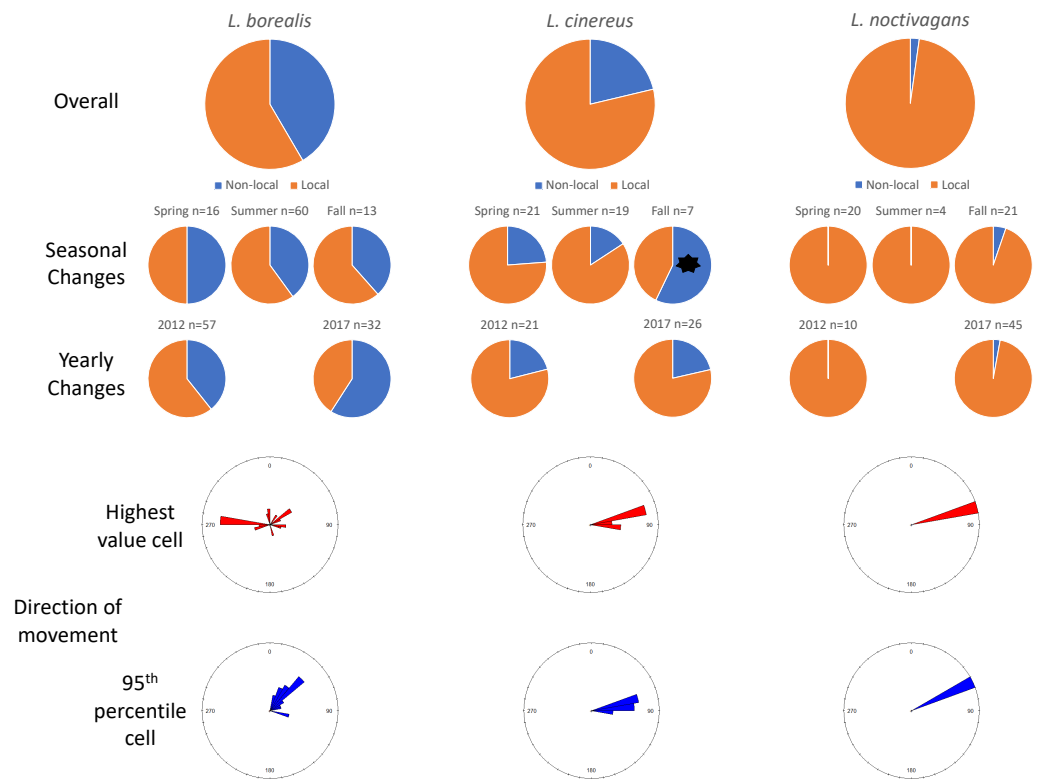 L. borealis
L. cinereus
L. noctivagans
Overall
Non-local Local
Non-local Local
Non-local Local
Spring n=16 Summer n=60 Fall n=13
Spring n=21 Summer n=19 Fall n=7
Spring n=20 Summer n=4 Fall n=21
Seasonal
Changes
2012 n=57 2017 n=32
2012 n=21 2017 n=26
2012 n=10 2017 n=45
Yearly
Changes
Highest
value cell
0
270 90
180
0
270 90
180
0
270 90
180
Direction of
movement
95th
percentile
cell
0
270 90
180
0
270 90
180
0
270 90
180